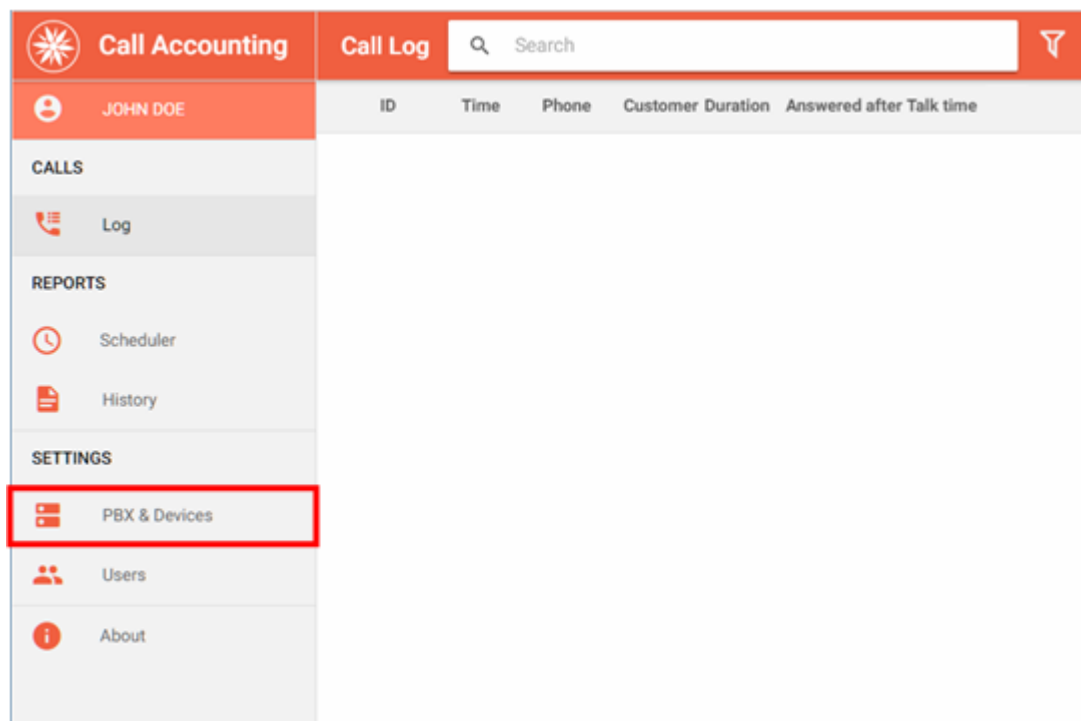 Call Accounting
Call Log
Search
JOHN DOE
ID Time Phone Customer Duration Answered after Talk time
CALLS
Log
REPORTS
Scheduler
History
SETTINGS
PBX & Devices
Users
About